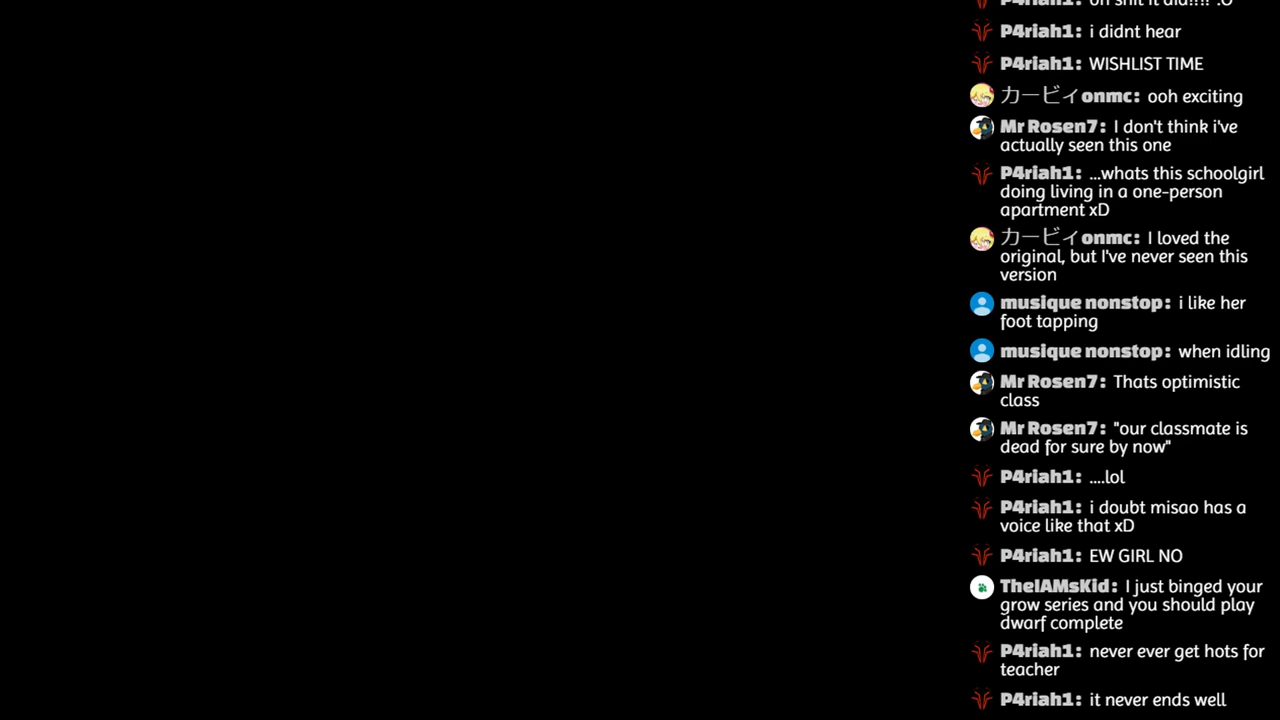 P4riah1: oh shit it did!!!! :O
P4riah1: i didnt hear
P4riah1: WISHLIST TIME
カービィonmc: ooh exciting
Mr Rosen7: I don't think i've
actually seen this one
P4riah1: ...whats this schoolgirl
doing living in a one-person
apartment xD
カービィonmc: I loved the
original, but I've never seen this
version
musique nonstop: i like her
foot tapping
musique nonstop: when idling
Mr Rosen7: Thats optimistic
class
Mr Rosen7: "our classmate is
dead for sure by now"
P4riah1: ....lol
P4riah1: i doubt misao has a
voice like that xD
P4riah1: EW GIRL NO
TheIAMsKid: I just binged your
grow series and you should play
dwarf complete
P4riah1: never ever get hots for
teacher
P4riah1: it never ends well